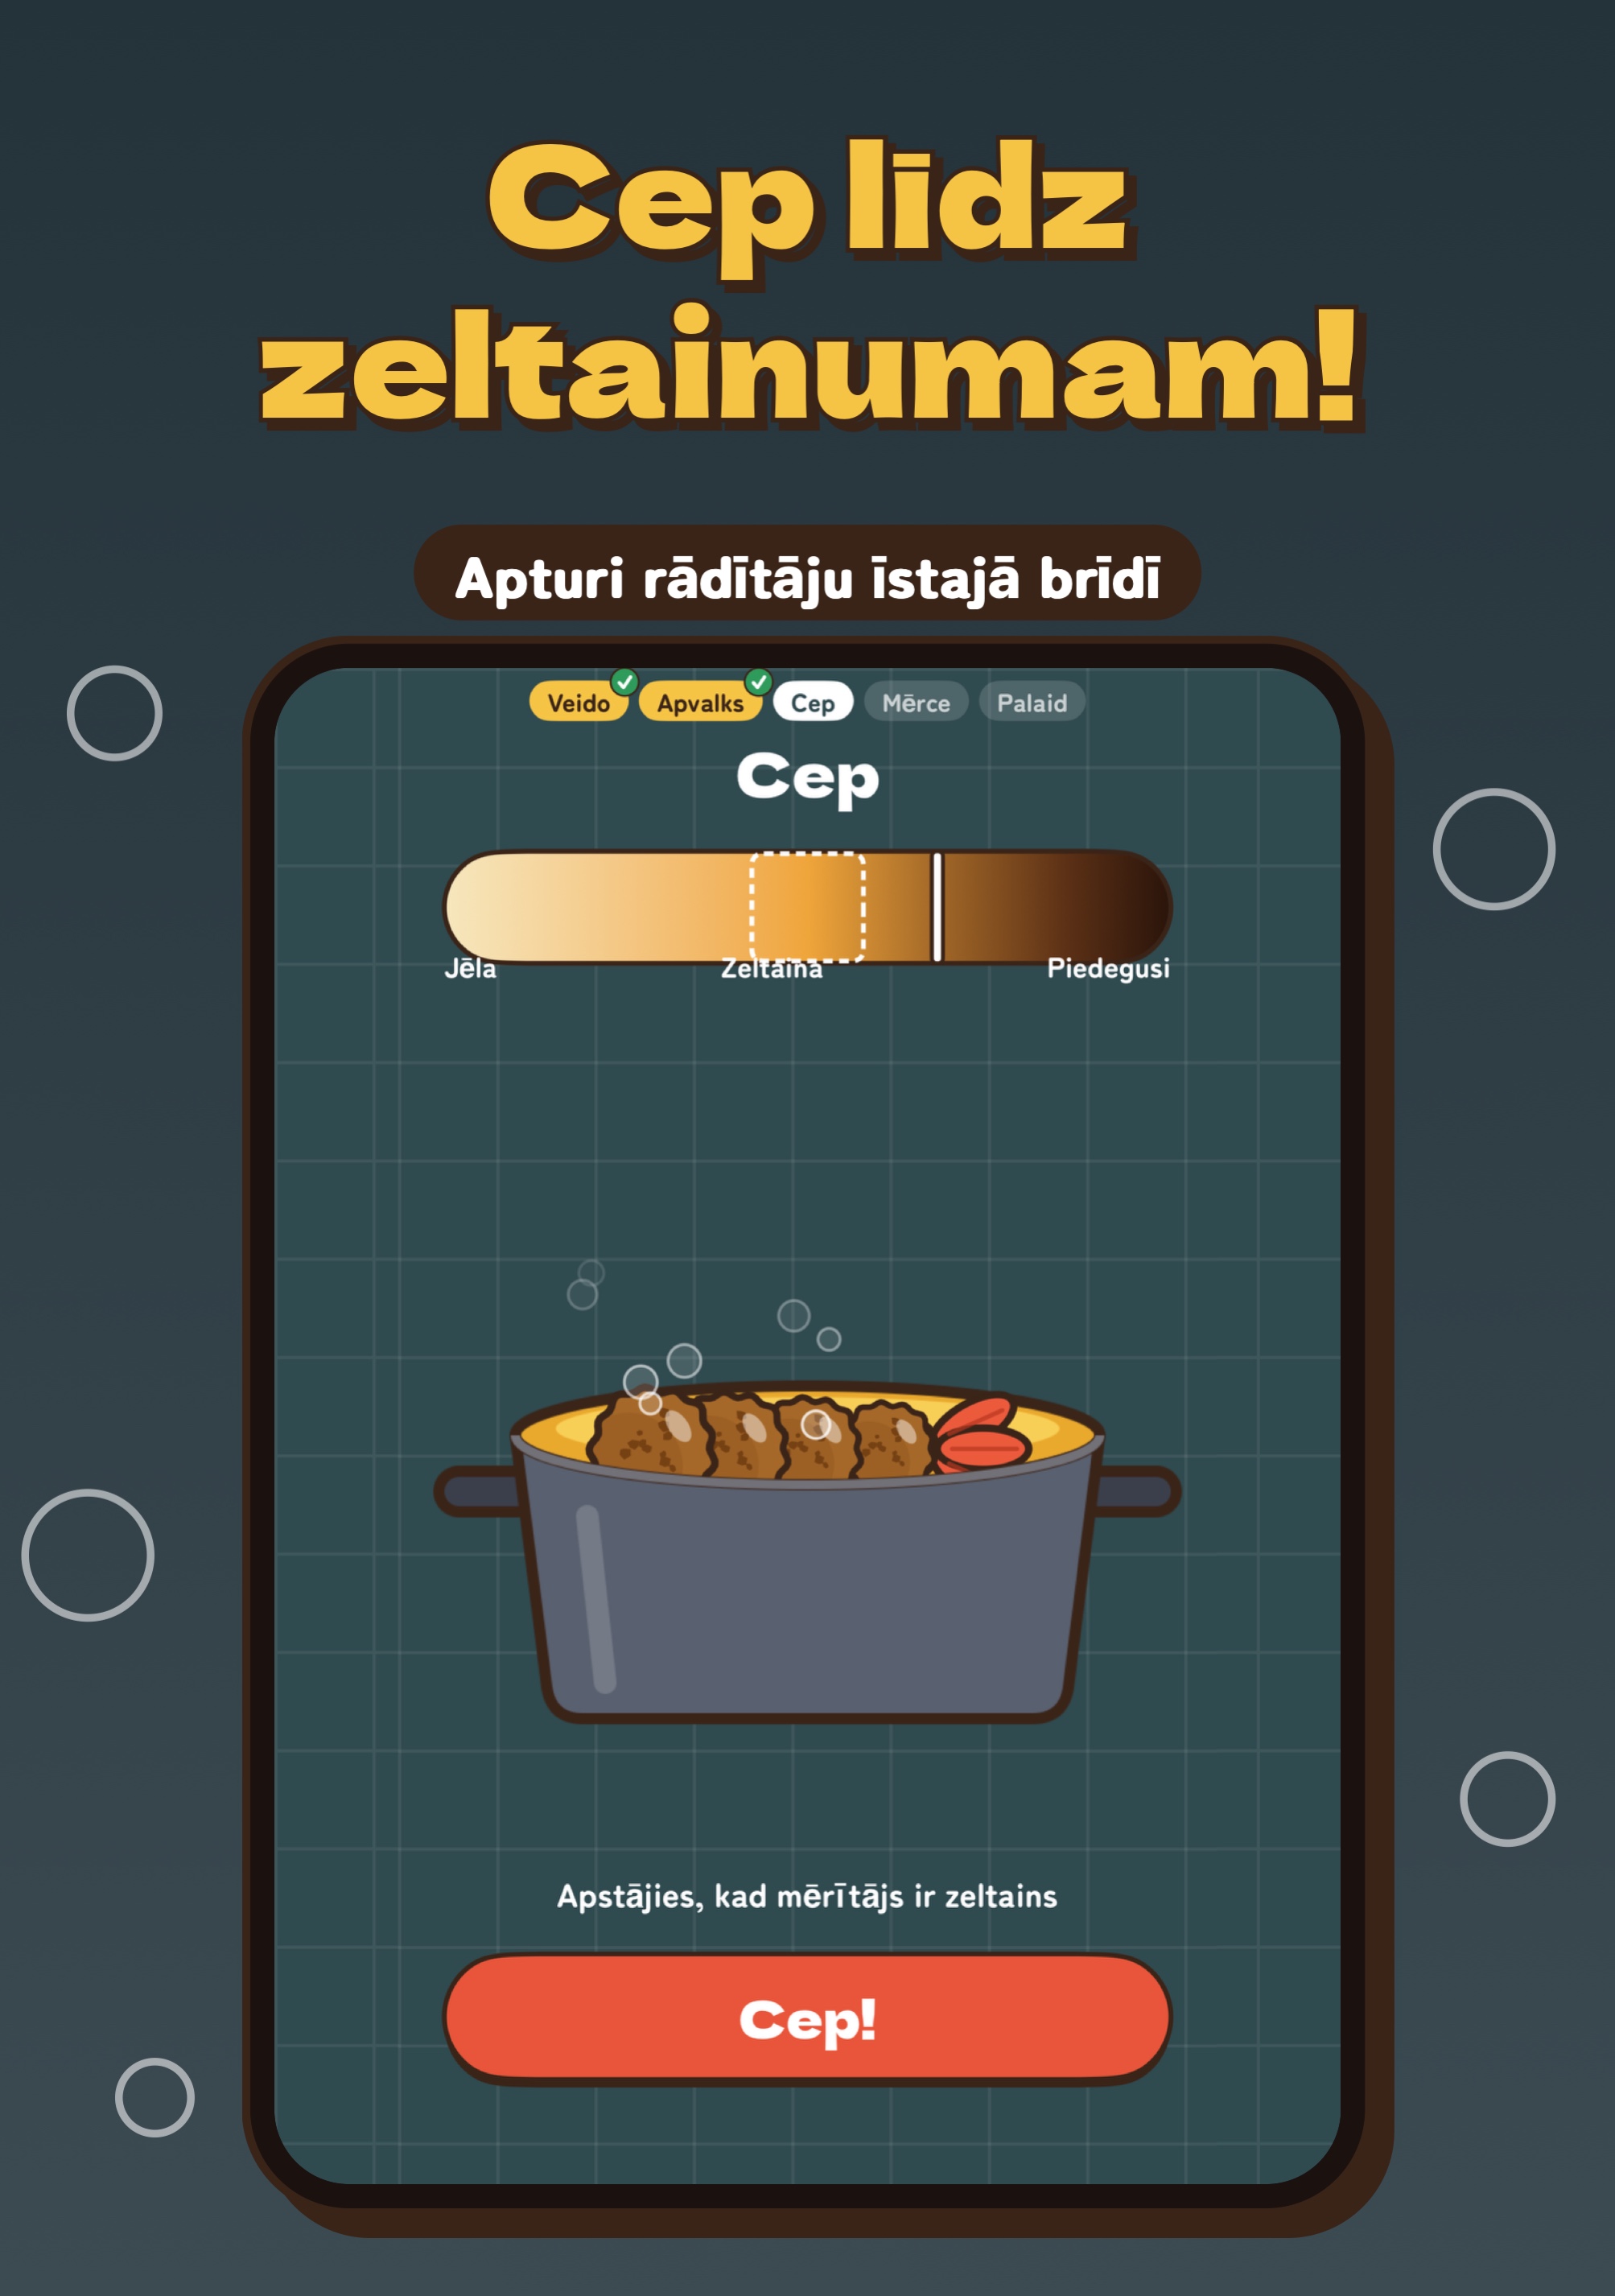 Cep līdz
zeltainumam!
Apturi rādītāju īstajā brīdī
Veido Apvalks Cep Mērce Palaid
Cep
Jēla Zeltaina Piedegusi
Apstājies, kad mērītājs ir zeltains
Cep!